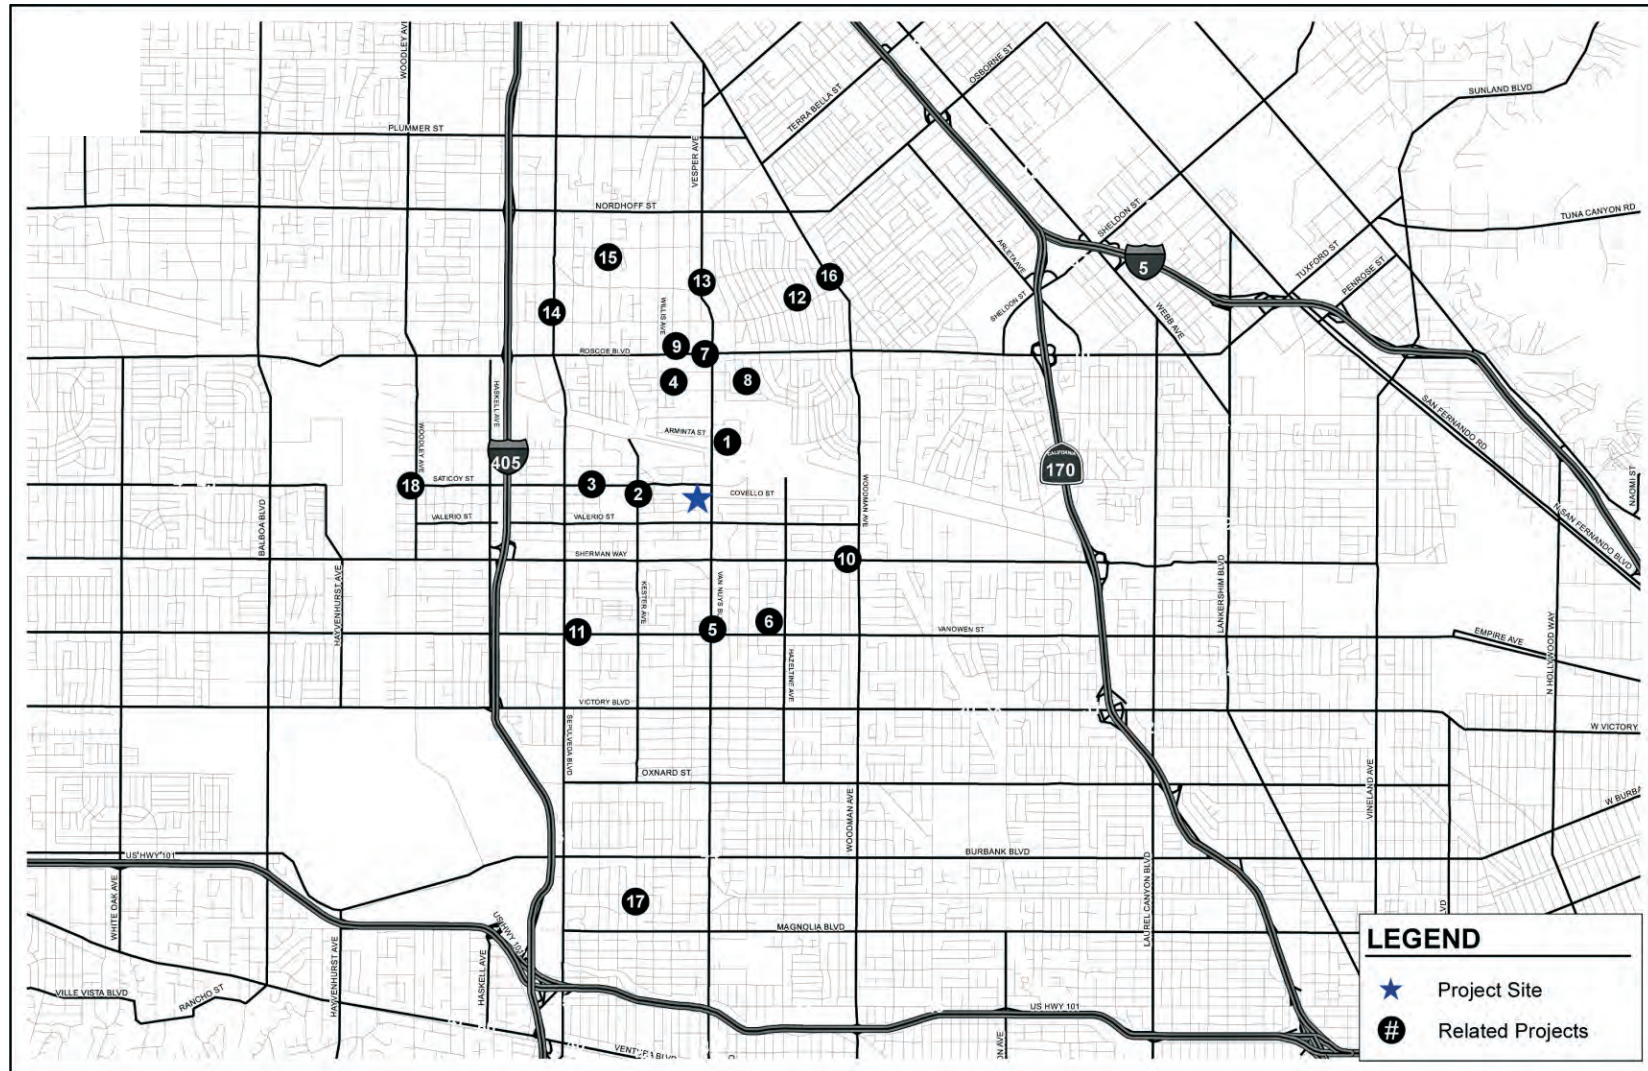 WOODLEY AVE
OSBORNE ST
TERRA BELLA ST
SUNLAND BLVD
PLUMMER ST
VESPER AVE
NORDHOFF ST
TUNA CANYON RD
SHELDON ST
ARLETA AVE
TUXFORD ST
PENROSE ST
5
15
13
16
12
14
WILLIS AVE
SHELDON ST
WEBB AVE
9
7
ROSCOE BLVD
4
8
HASKELL AVE
SAN FERNANDO RD
ARMINTA ST
1
WOODLEY AVE
405
CALIFORNIA
170
NAOMI ST
18
SATICOY ST
3
2
COVELLO ST
WOODMAN AVE
N SAN FERNANDO BLVD
VALERIO ST
VALERIO ST
BALBOA BLVD
SHERMAN WAY
10
HAYVENHURST AVE
KESTER AVE
VAN NUYS
LANKERSHIM BLVD
11
5
6
VANOWEN ST
EMPIRE AVE
HAZELTINE AVE
N HOLLYWOOD WAY
VICTORY BLVD
W VICTORY
SEPULVEDA BLVD
OXNARD ST
WOODMAN AVE
VINELAND AVE
W BURBA
US HWY 101
BURBANK BLVD
WHITE OAK AVE
17
US HWY 101
MAGNOLIA BLVD
LAUREL CANYON BLVD
LVD
HAYVENHURST AVE
HASKELL AVE
VILLE VISTA BLVD
RANCHO ST
US HWY 101
VENTURA BLVD
ON AVE
LEGEND
Project Site
# Related Projects